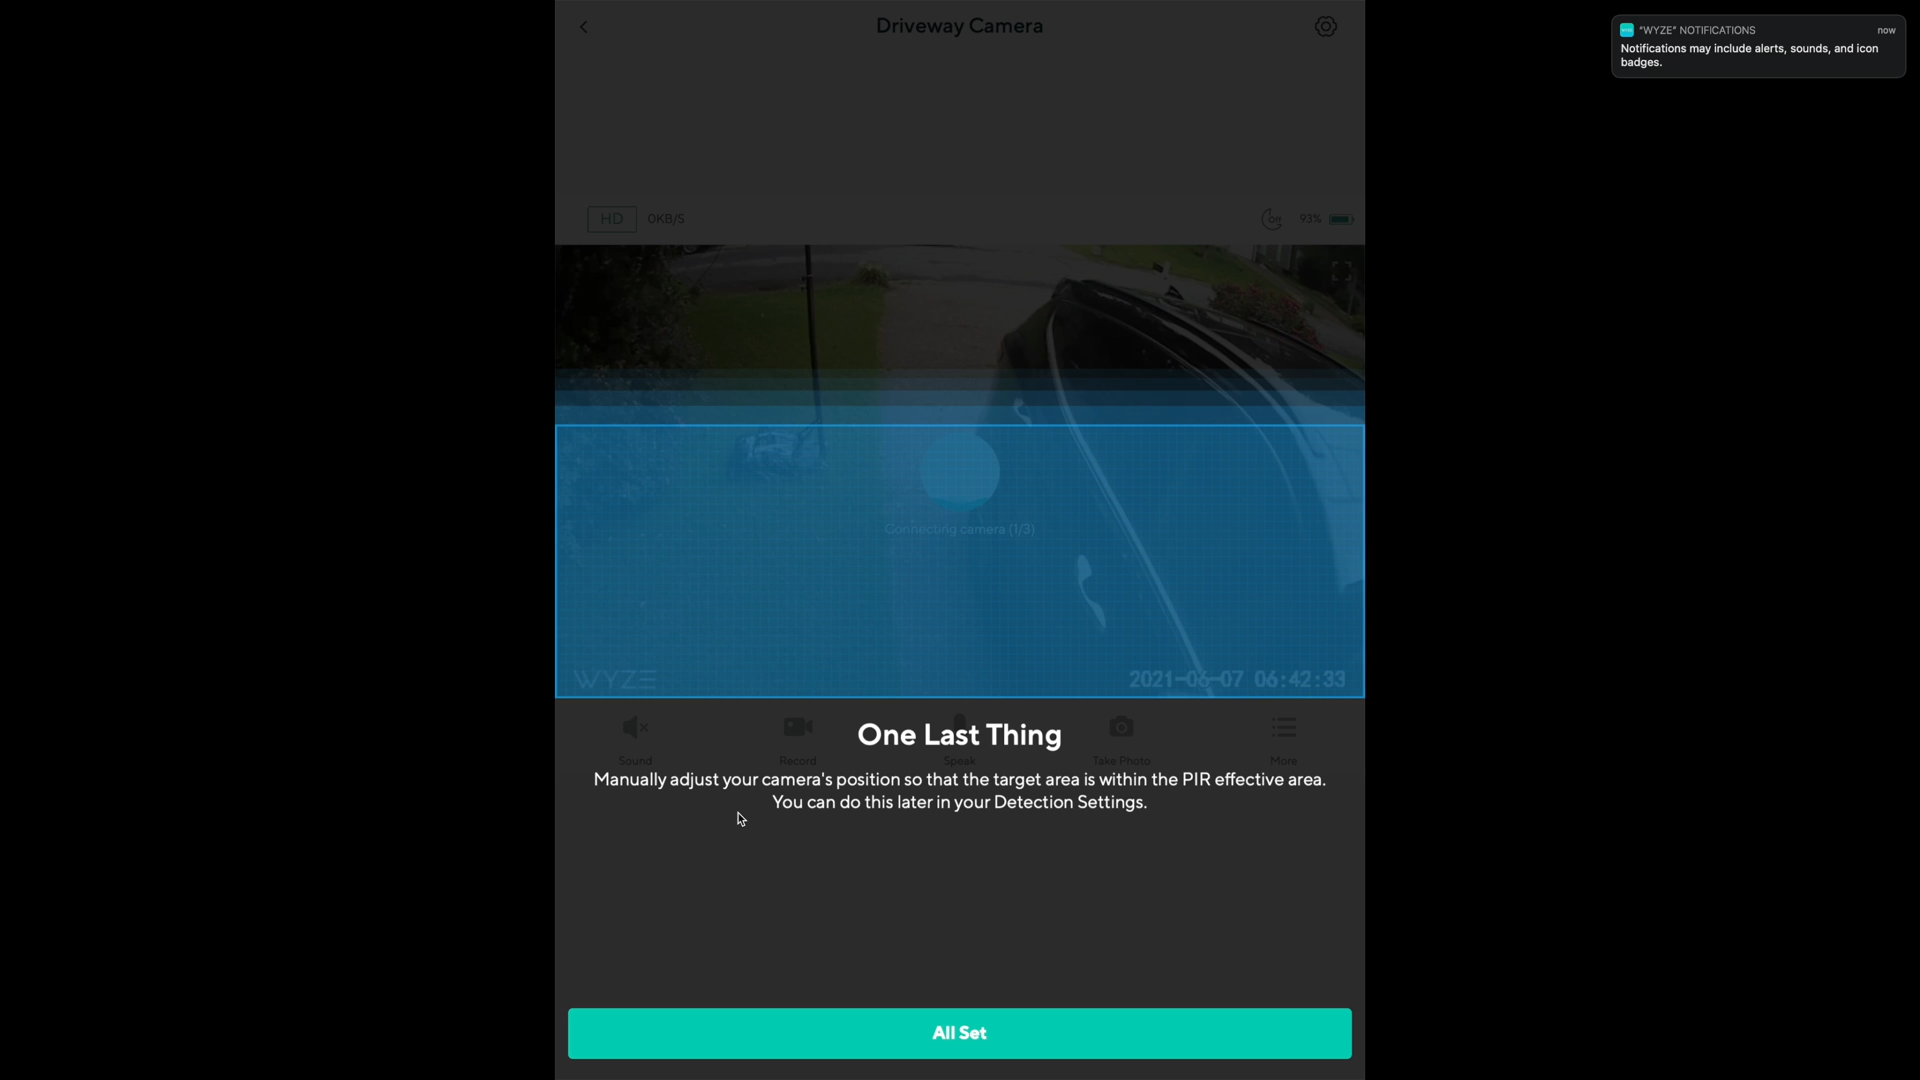 Driveway Camera
"WYZE" NOTIFICATIONS now
Notifications may include alerts, sounds, and icon
badges.
HD 0KB/S
Off 93%
Connecting camera (1/3)
WYZE 2021-06-07 06:42:33
One Last Thing
Sound Record Speak Take Photo More
Manually adjust your camera's position so that the target area is within the PIR effective area.
You can do this later in your Detection Settings.
All Set